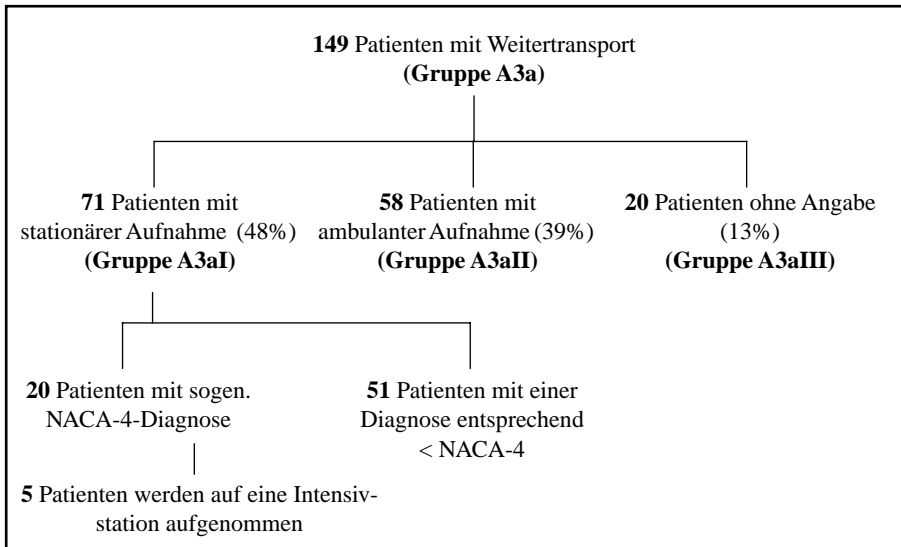 149 Patienten mit Weitertransport
(Gruppe A3a)
71 Patienten mit
stationärer Aufnahme (48%)
(Gruppe A3aI)
58 Patienten mit
ambulanter Aufnahme (39%)
(Gruppe A3aII)
20 Patienten ohne Angabe
(13%)
(Gruppe A3aIII)
20 Patienten mit sogen.
NACA-4-Diagnose
51 Patienten mit einer
Diagnose entsprechend
< NACA-4
5 Patienten werden auf eine Intensiv-
station aufgenommen